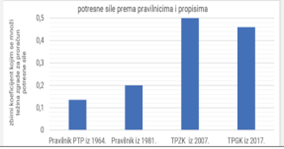 potresne sile prema pravilnicima i propisima
zbirni koeficijent kojim se množi
težina zgrade za proračun
potresne sile
0,5
0,4
0,3
0,2
0,1
0
Pravilnik PTP iz 1964. Pravilnik iz 1981. TPZK iz 2007. TPGK iz 2017.